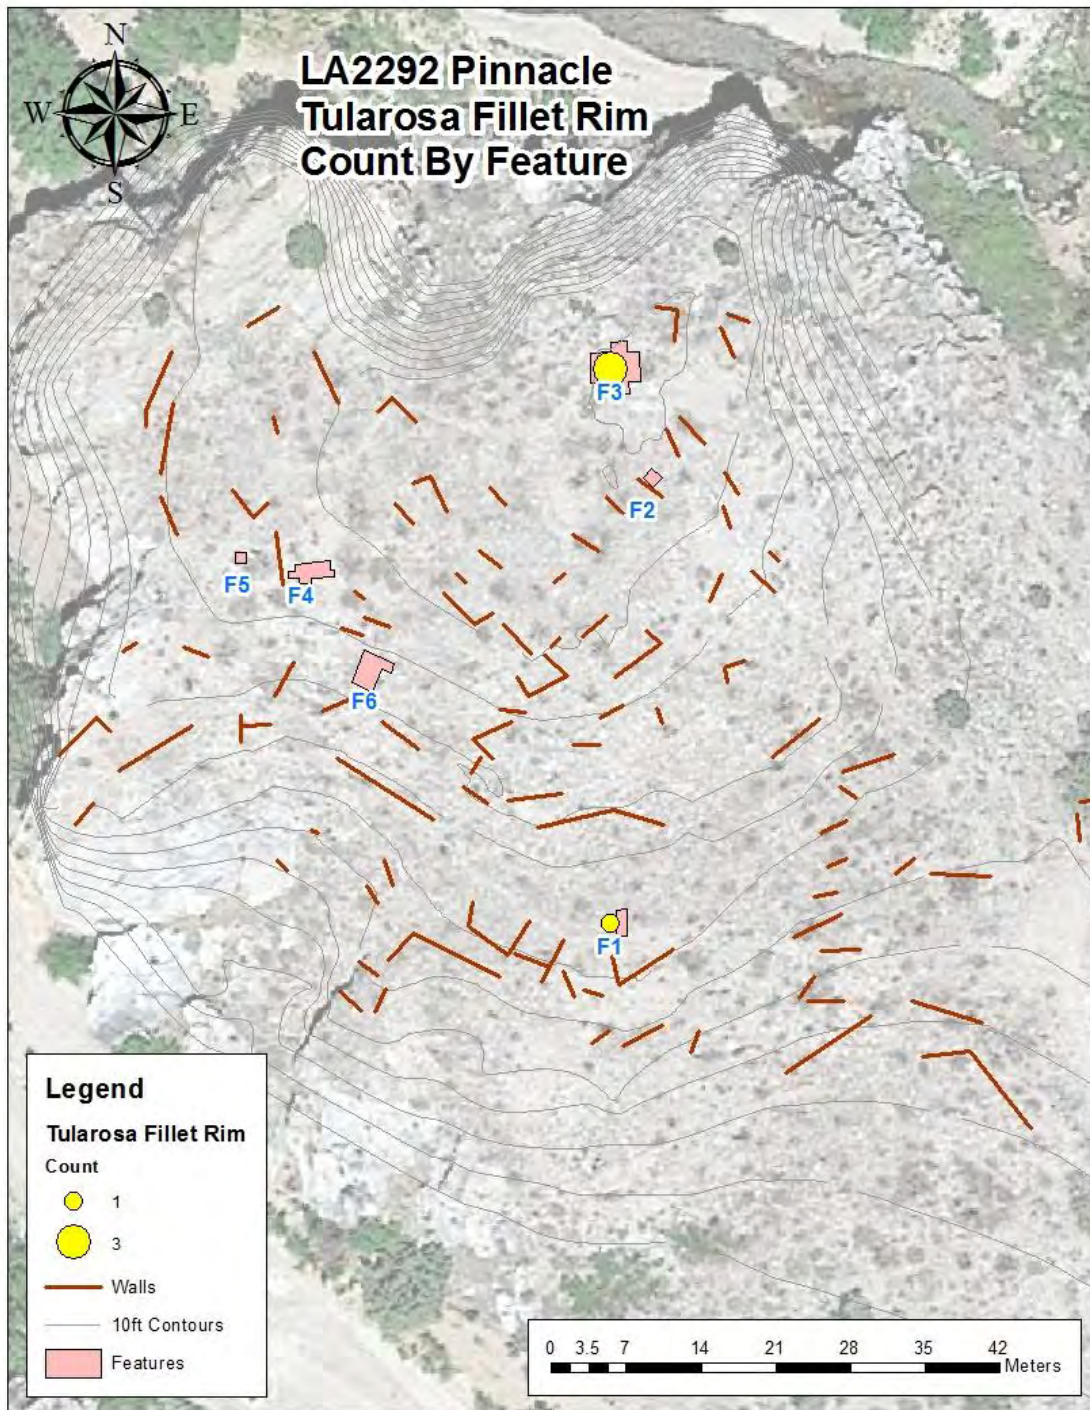 N
W E
S
LA2292 Pinnacle
Tularosa Fillet Rim
Count By Feature
F3
F2
F5
F4
F6
F1
Legend
Tularosa Fillet Rim
Count
1
3
Walls
10ft Contours
Features
0 3.5 7 14 21 28 35 42
Meters